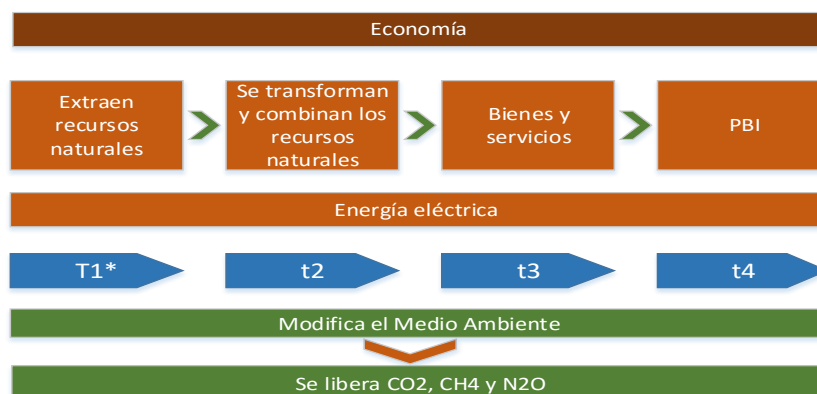 Economía
Extraen
recursos
naturales
Se transforman
y combinan los
recursos
naturales
Bienes y
servicios
PBI
Energía eléctrica
T1*
t2
t3
t4
Modifica el Medio Ambiente
Se libera CO2, CH4 y N2O